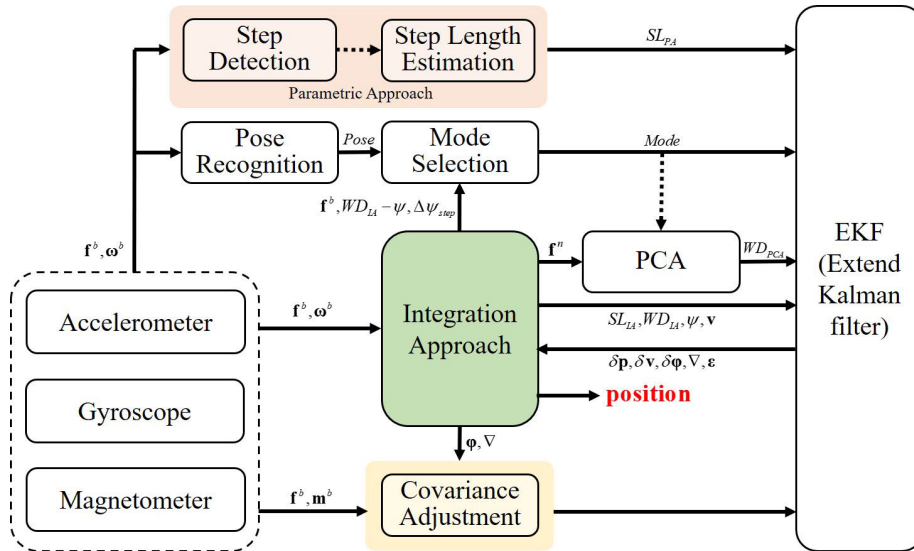 Step
Detection
Step Length
Estimation
Parametric Approach
SL_PA
Pose
Recognition
Pose
Mode
Selection
Mode
f^b, WD_IA − ψ, Δψ_step
f^b, ω^b
f^n
PCA
WD_PCA
EKF
(Extend
Kalman
filter)
Accelerometer
Gyroscope
Magnetometer
f^b, ω^b
Integration
Approach
SL_IA, WD_IA, ψ, v
δp, δv, δφ, ∇, ε
position
φ, ∇
f^b, m^b
Covariance
Adjustment